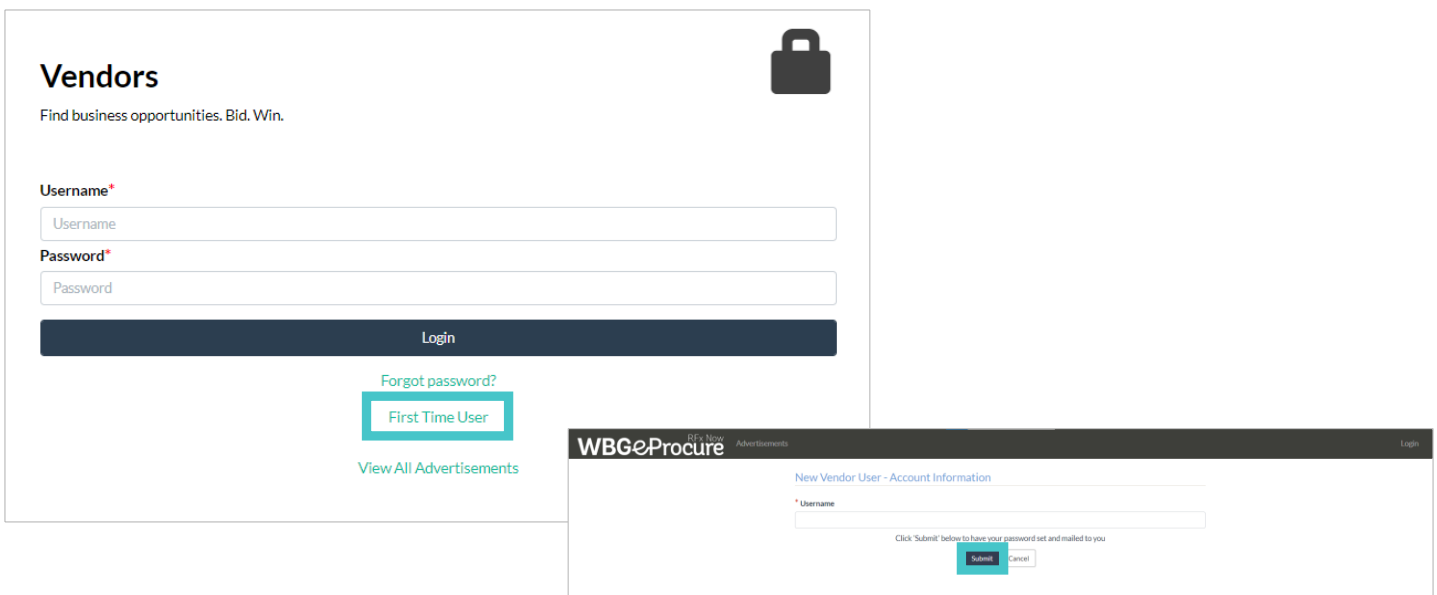 Vendors
Find business opportunities. Bid. Win.
Username*
Username
Password*
Password
Login
Forgot password?
First Time User
View All Advertisements
WBGeProcure RFx Now Advertisements Login
New Vendor User - Account Information
* Username
Click 'Submit' below to have your password set and mailed to you
Submit Cancel